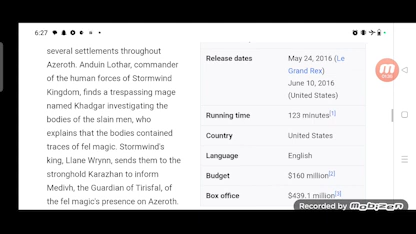 6:27
several settlements throughout
Azeroth. Anduin Lothar, commander
of the human forces of Stormwind
Kingdom, finds a trespassing mage
named Khadgar investigating the
bodies of the slain men, who
explains that the bodies contained
traces of fel magic. Stormwind's
king, Llane Wrynn, sends them to the
stronghold Karazhan to inform
Medivh, the Guardian of Tirisfal, of
the fel magic's presence on Azeroth.
Release dates May 24, 2016 (Le
Grand Rex)
June 10, 2016
(United States)
Running time 123 minutes[1]
Country United States
Language English
Budget $160 million[2]
Box office $439.1 million[3]
Recorded by MOBIZEN